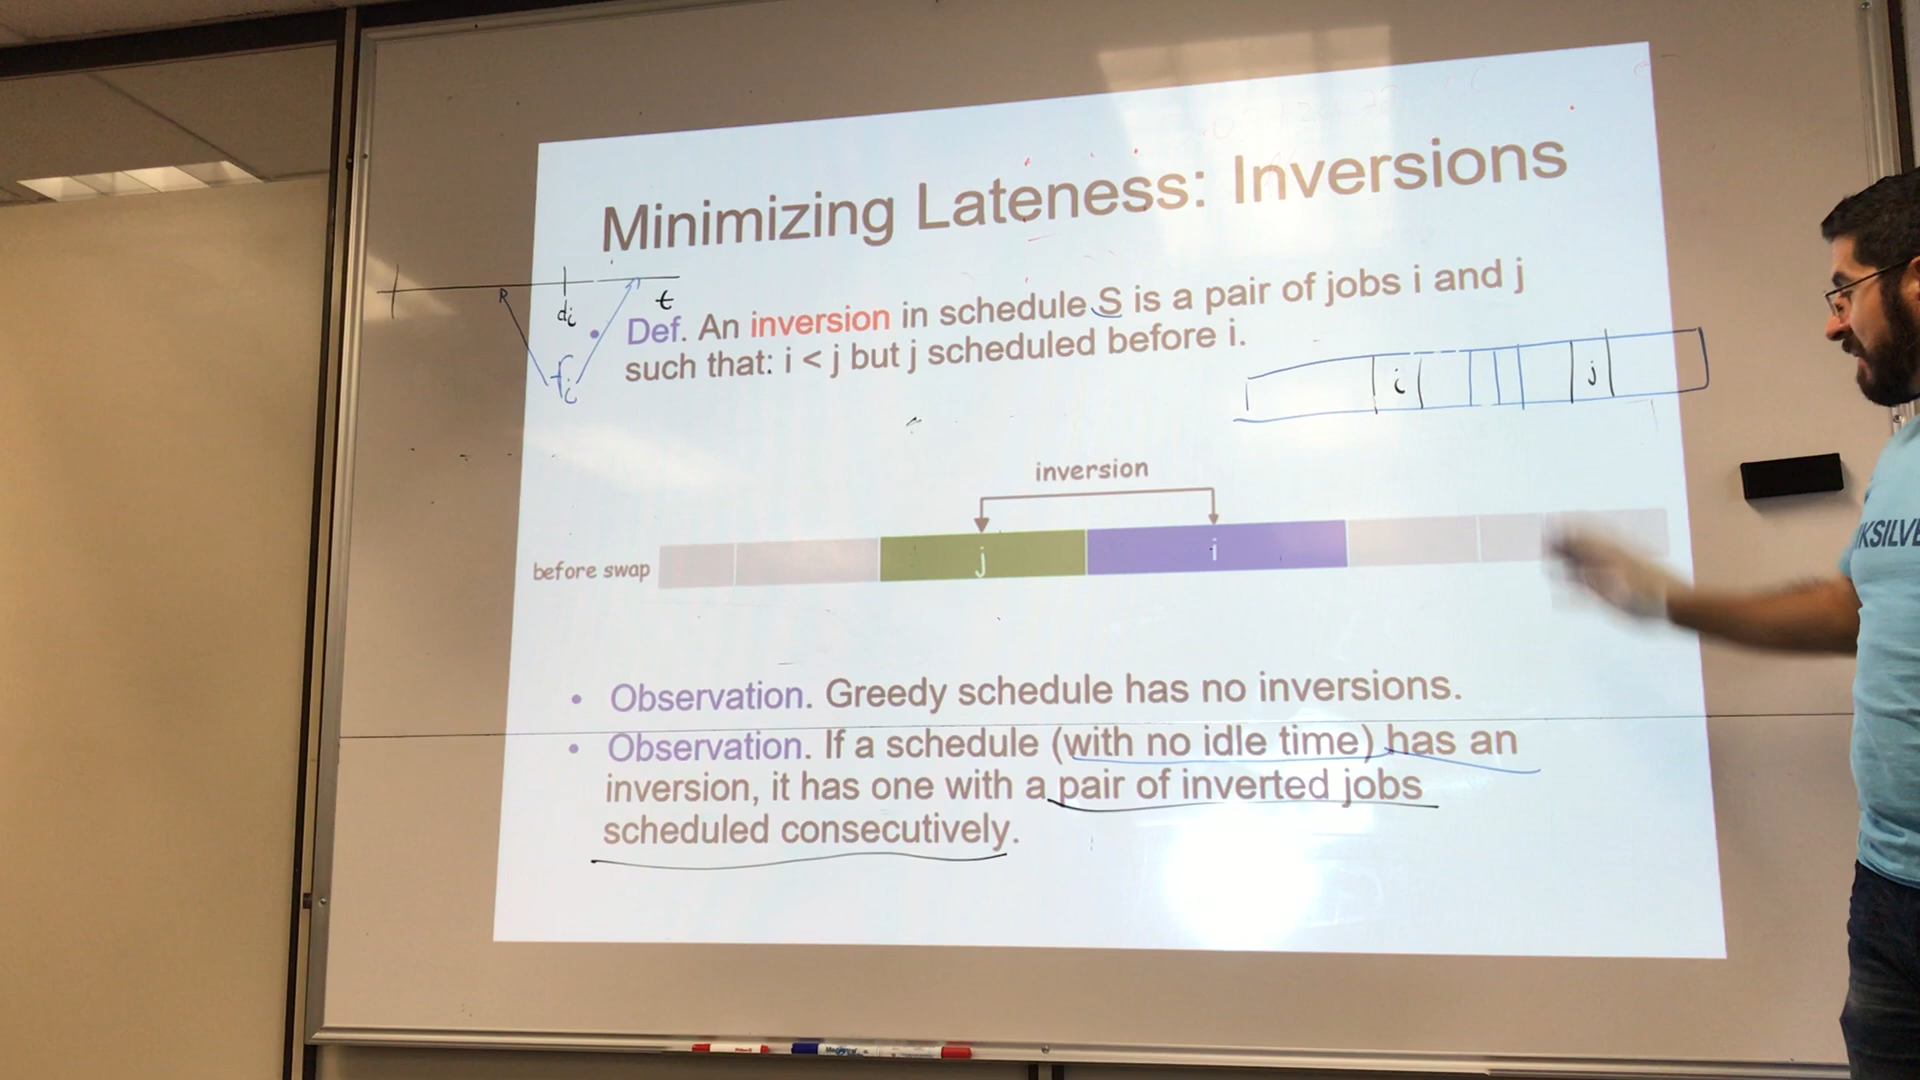 Minimizing Lateness: Inversions
di
t
fi
• Def. An inversion in schedule S is a pair of jobs i and j
such that: i < j but j scheduled before i.
i j
inversion
before swap j i
• Observation. Greedy schedule has no inversions.
• Observation. If a schedule (with no idle time) has an
inversion, it has one with a pair of inverted jobs
scheduled consecutively.